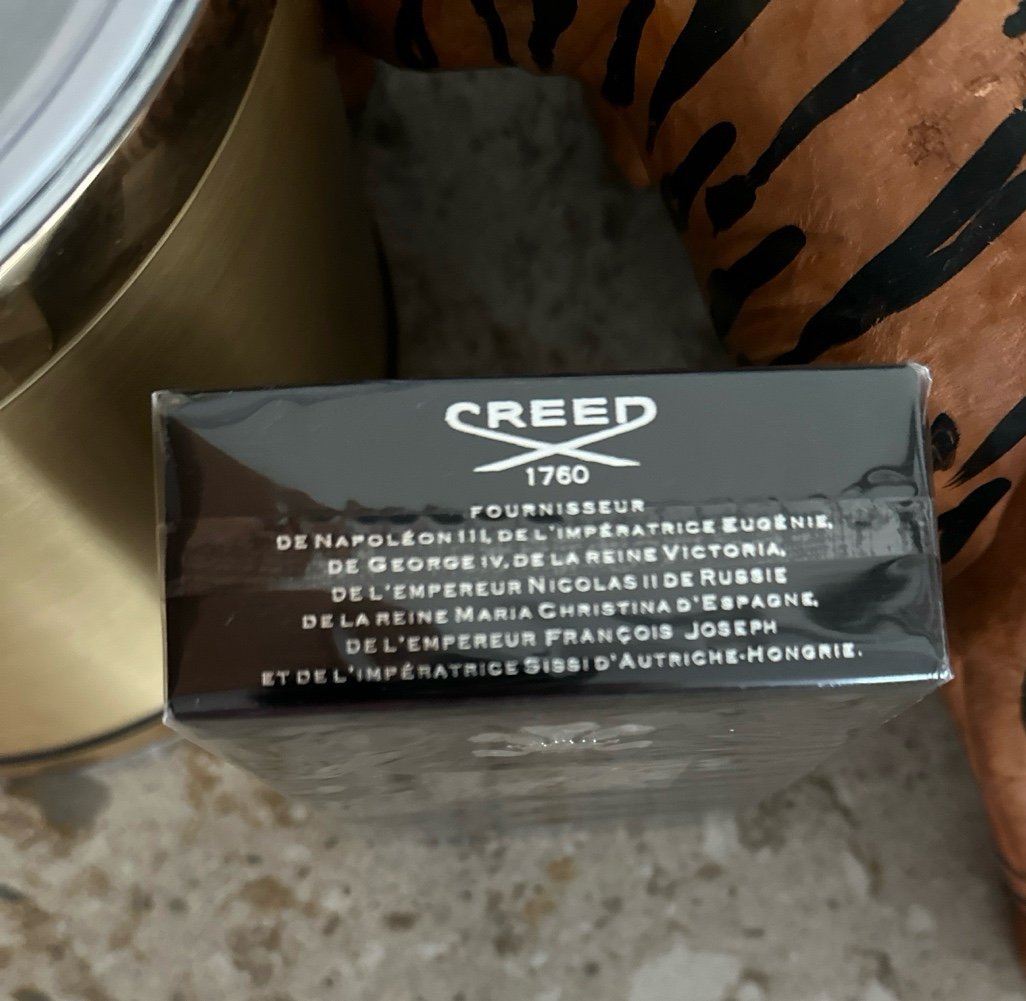 CREED
1760
FOURNISSEUR
DE NAPOLÉON III, DE L'IMPÉRATRICE EUGÉNIE,
DE GEORGE IV, DE LA REINE VICTORIA,
DE L'EMPEREUR NICOLAS II DE RUSSIE
DE LA REINE MARIA CHRISTINA D'ESPAGNE,
DE L'EMPEREUR FRANÇOIS JOSEPH
ET DE L'IMPÉRATRICE SISSI D'AUTRICHE-HONGRIE.